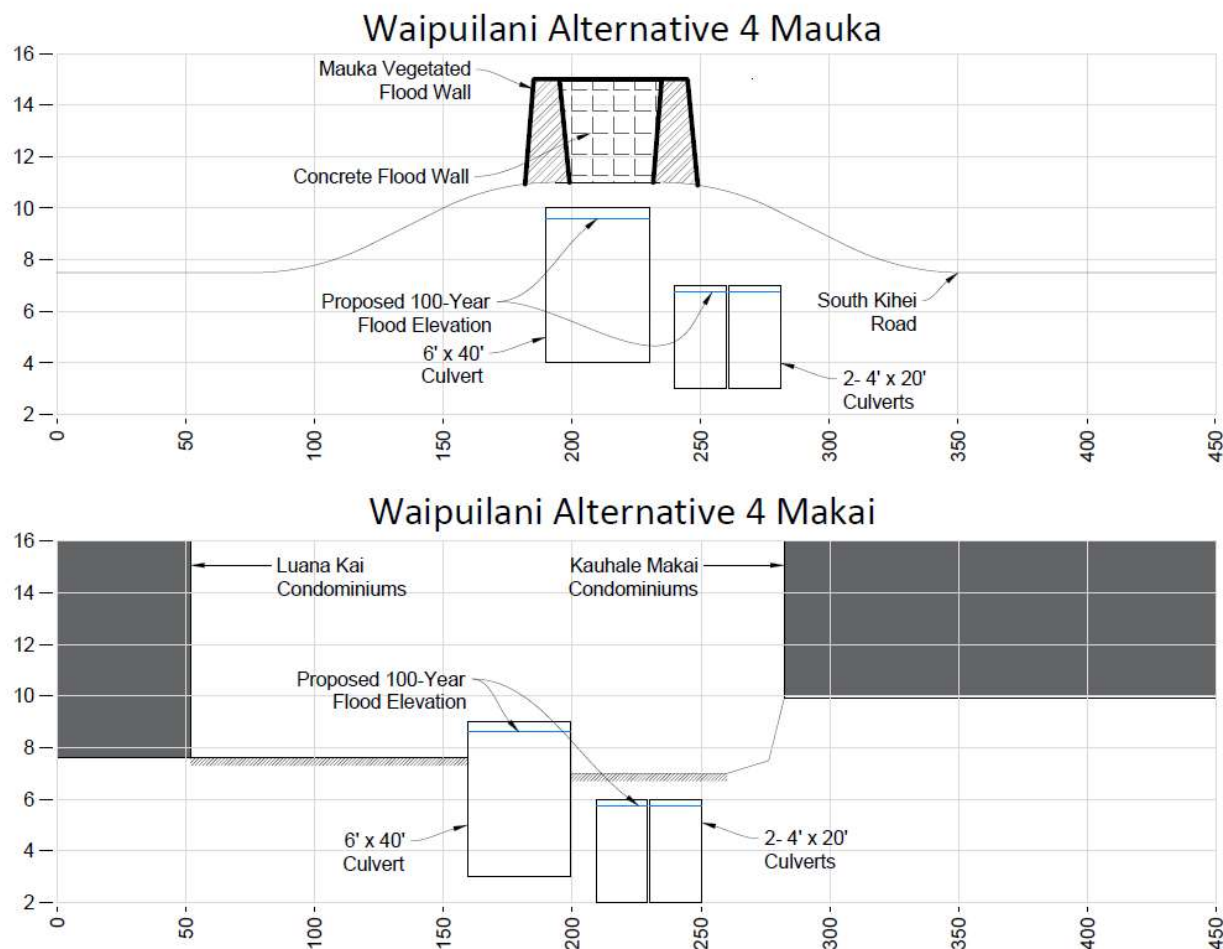 Waipuilani Alternative 4 Mauka
16
14
12
10
8
6
4
2
Mauka Vegetated
Flood Wall
Concrete Flood Wall
Proposed 100-Year
Flood Elevation
6' x 40'
Culvert
South Kihei
Road
2- 4' x 20'
Culverts
0
50
100
150
200
250
300
350
400
450
Waipuilani Alternative 4 Makai
16
14
12
10
8
6
4
2
Luana Kai
Condominiums
Kauhale Makai
Condominiums
Proposed 100-Year
Flood Elevation
6' x 40'
Culvert
2- 4' x 20'
Culverts
0
50
100
150
200
250
300
350
400
450